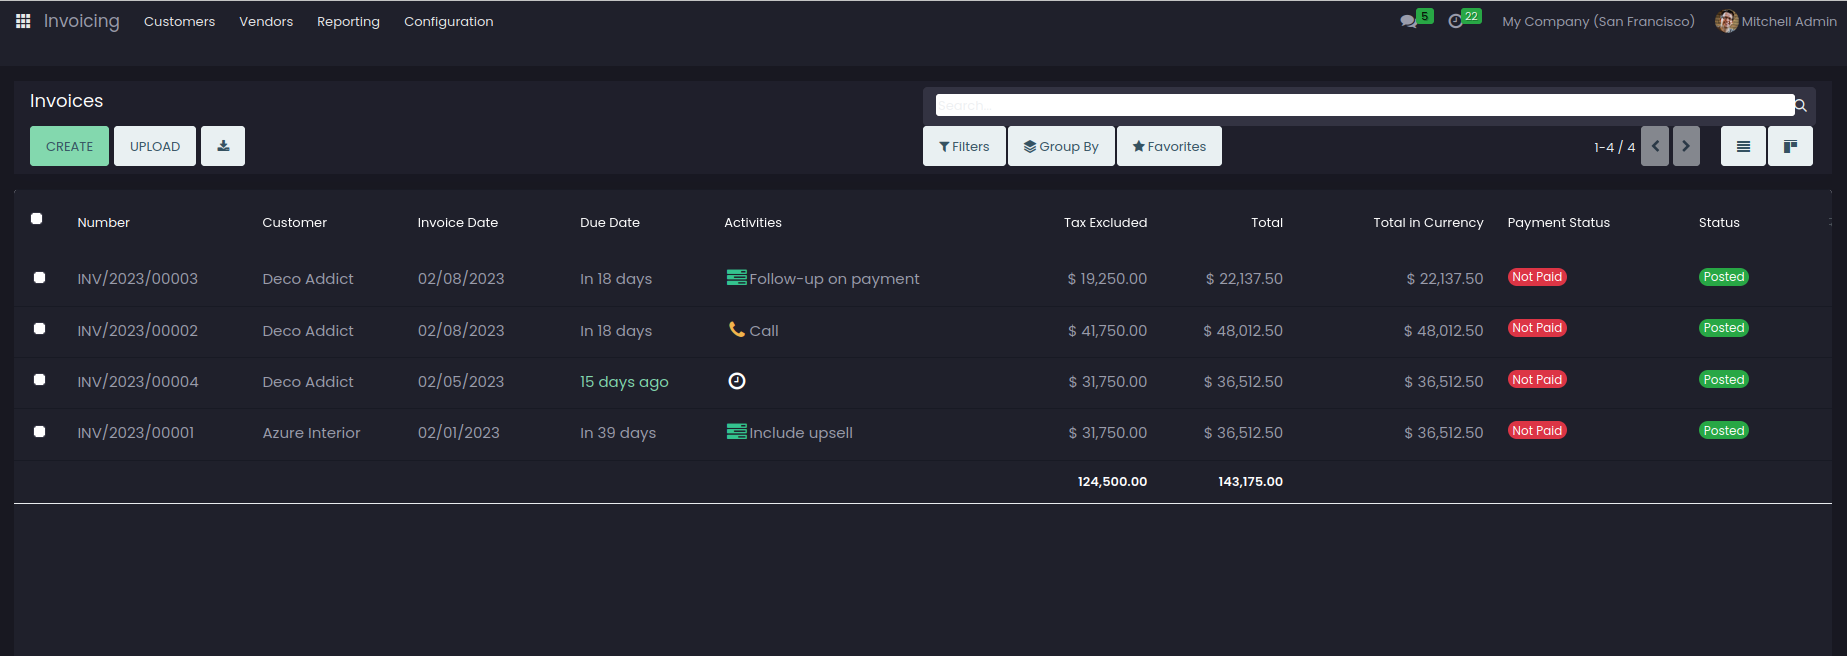 Invoicing Customers Vendors Reporting Configuration 5 22 My Company (San Francisco) Mitchell Admin
Invoices
Search...
CREATE UPLOAD Filters Group By Favorites 1-4 / 4
Number Customer Invoice Date Due Date Activities Tax Excluded Total Total in Currency Payment Status Status
INV/2023/00003 Deco Addict 02/08/2023 In 18 days Follow-up on payment $ 19,250.00 $ 22,137.50 $ 22,137.50 Not Paid Posted
INV/2023/00002 Deco Addict 02/08/2023 In 18 days Call $ 41,750.00 $ 48,012.50 $ 48,012.50 Not Paid Posted
INV/2023/00004 Deco Addict 02/05/2023 15 days ago $ 31,750.00 $ 36,512.50 $ 36,512.50 Not Paid Posted
INV/2023/00001 Azure Interior 02/01/2023 In 39 days Include upsell $ 31,750.00 $ 36,512.50 $ 36,512.50 Not Paid Posted
124,500.00 143,175.00